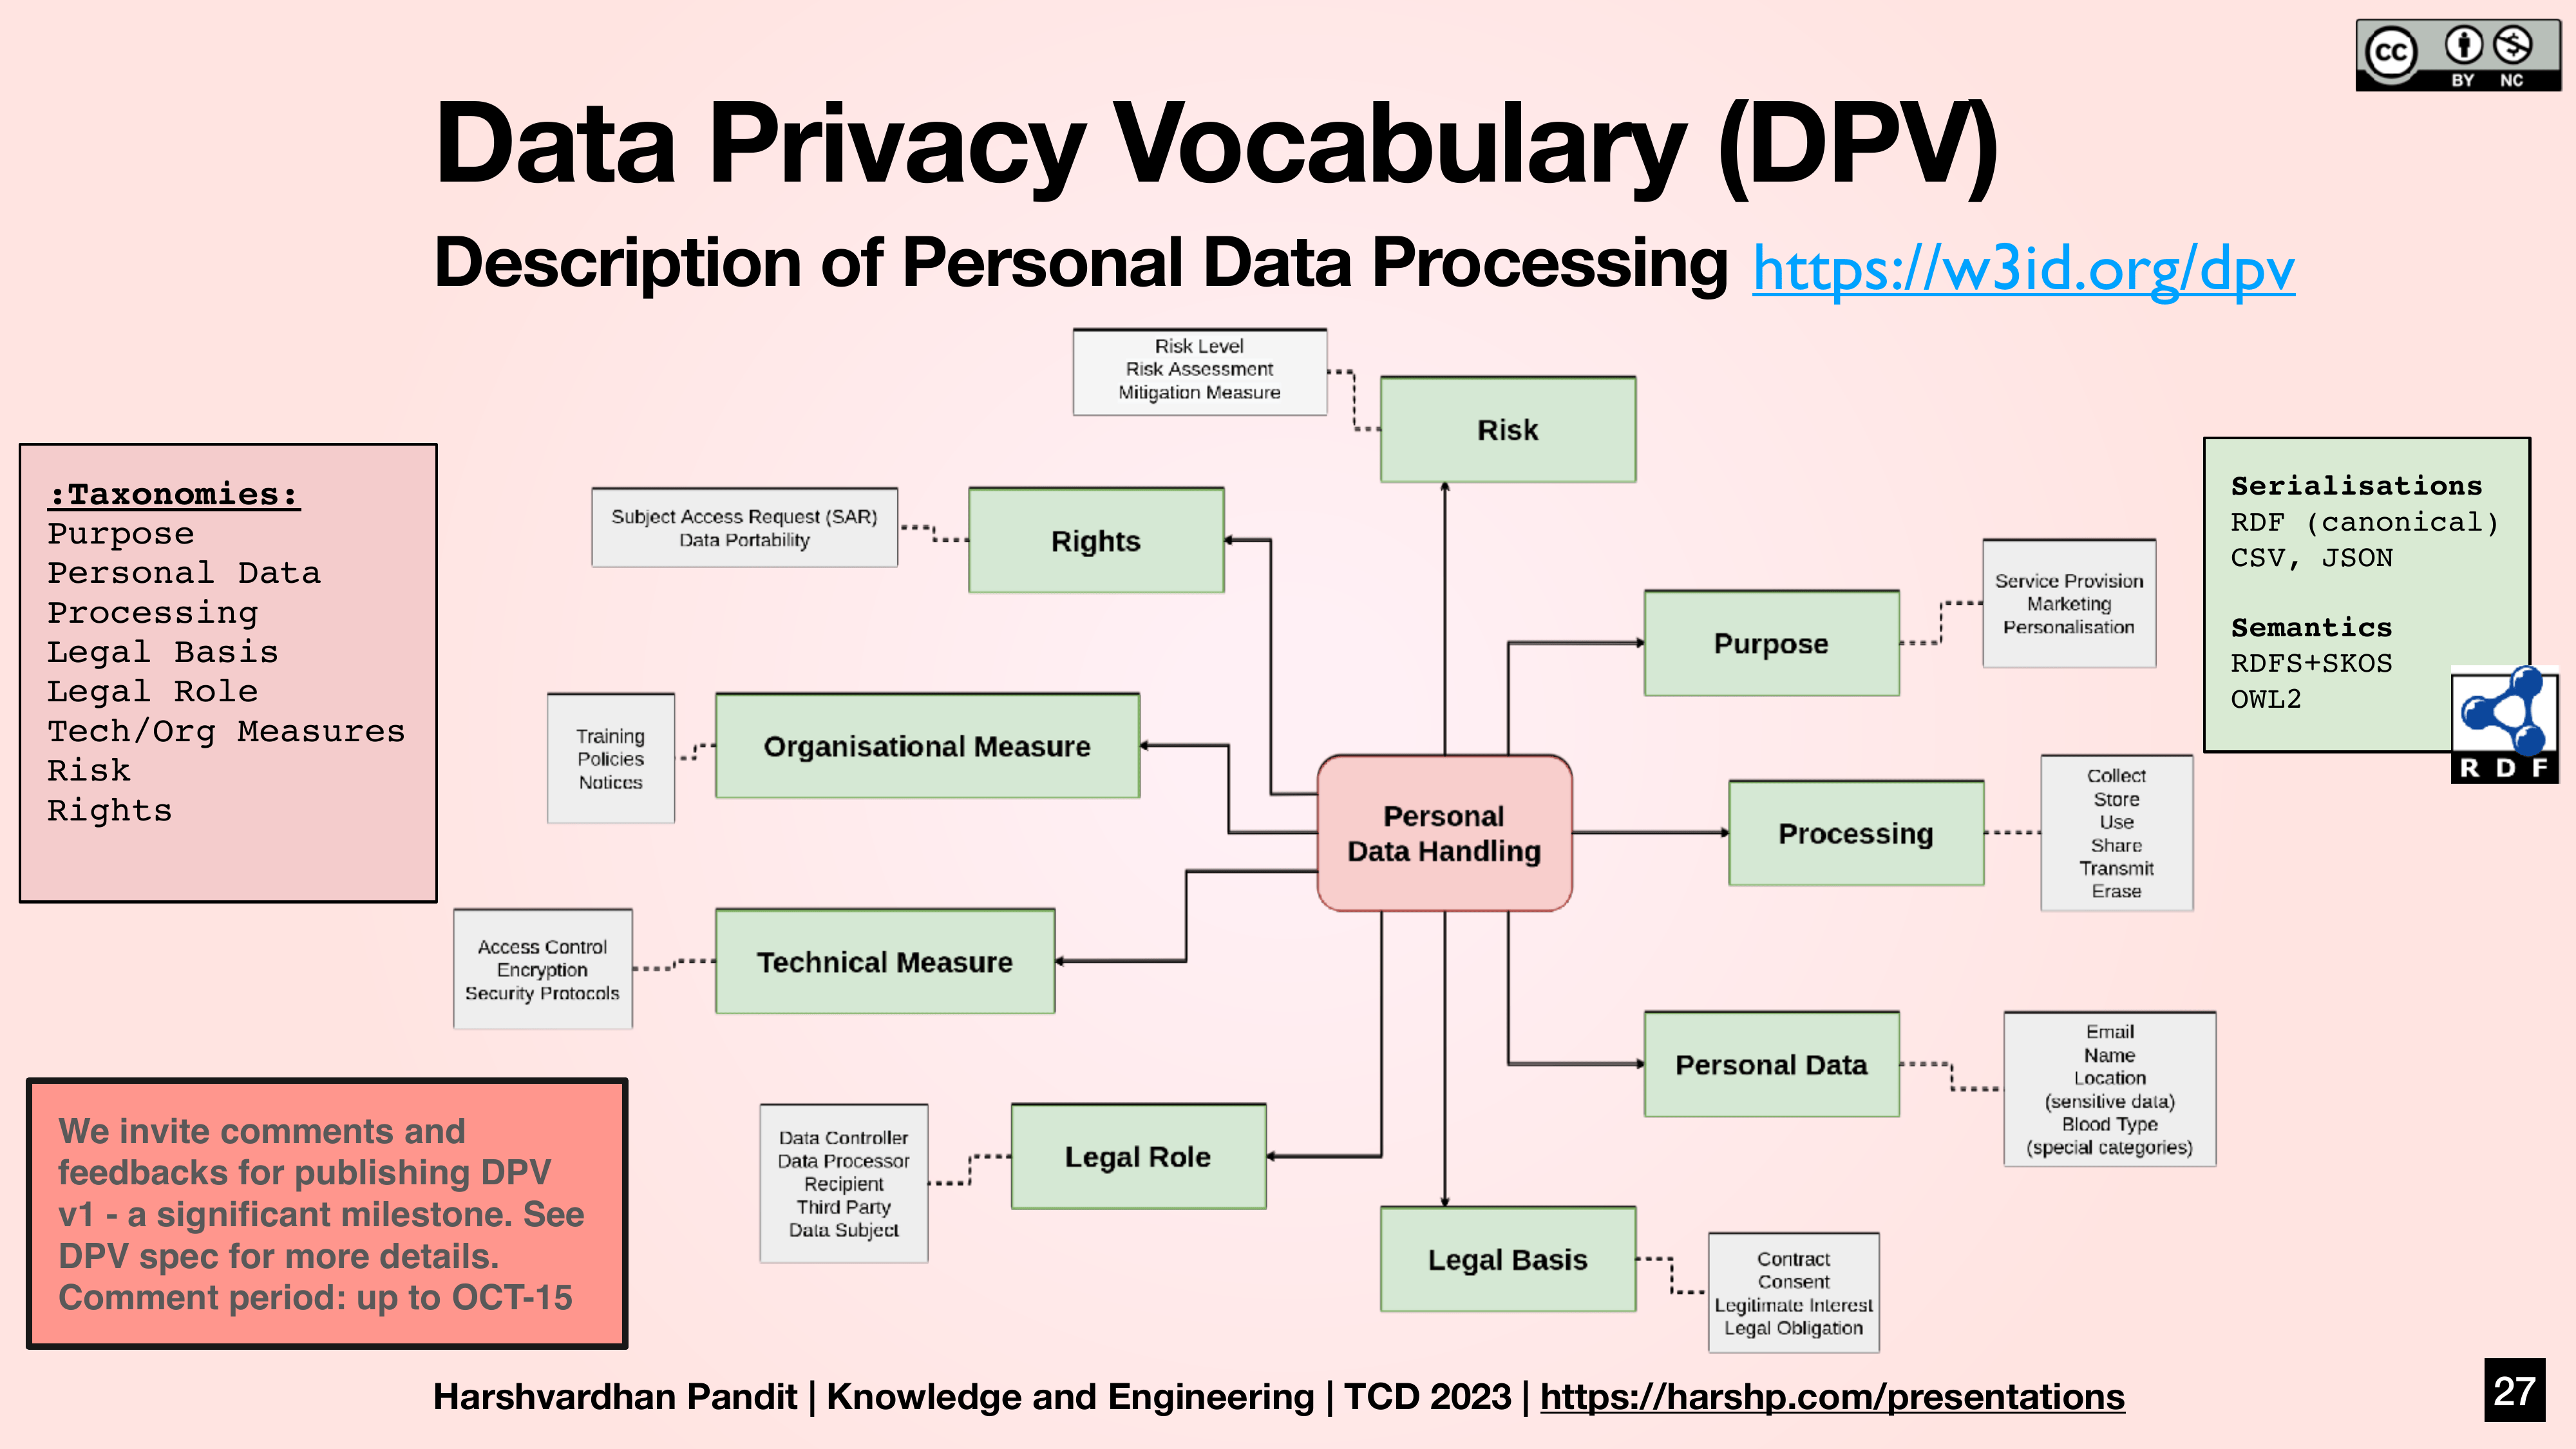 CC BY NC
Data Privacy Vocabulary (DPV)
Description of Personal Data Processing https://w3id.org/dpv
Risk Level
Risk Assessment
Mitigation Measure
Risk
:Taxonomies:
Purpose
Personal Data
Processing
Legal Basis
Legal Role
Tech/Org Measures
Risk
Rights
Subject Access Request (SAR)
Data Portability
Rights
Training
Policies
Notices
Organisational Measure
Access Control
Encryption
Security Protocols
Technical Measure
Data Controller
Data Processor
Recipient
Third Party
Data Subject
Legal Role
Personal
Data Handling
Purpose
Service Provision
Marketing
Personalisation
Processing
Collect
Store
Use
Share
Transmit
Erase
Personal Data
Email
Name
Location
(sensitive data)
Blood Type
(special categories)
Legal Basis
Contract
Consent
Legitimate Interest
Legal Obligation
Serialisations
RDF (canonical)
CSV, JSON
Semantics
RDFS+SKOS
OWL2
RDF
We invite comments and
feedbacks for publishing DPV
v1 - a significant milestone. See
DPV spec for more details.
Comment period: up to OCT-15
Harshvardhan Pandit | Knowledge and Engineering | TCD 2023 | https://harshp.com/presentations
27